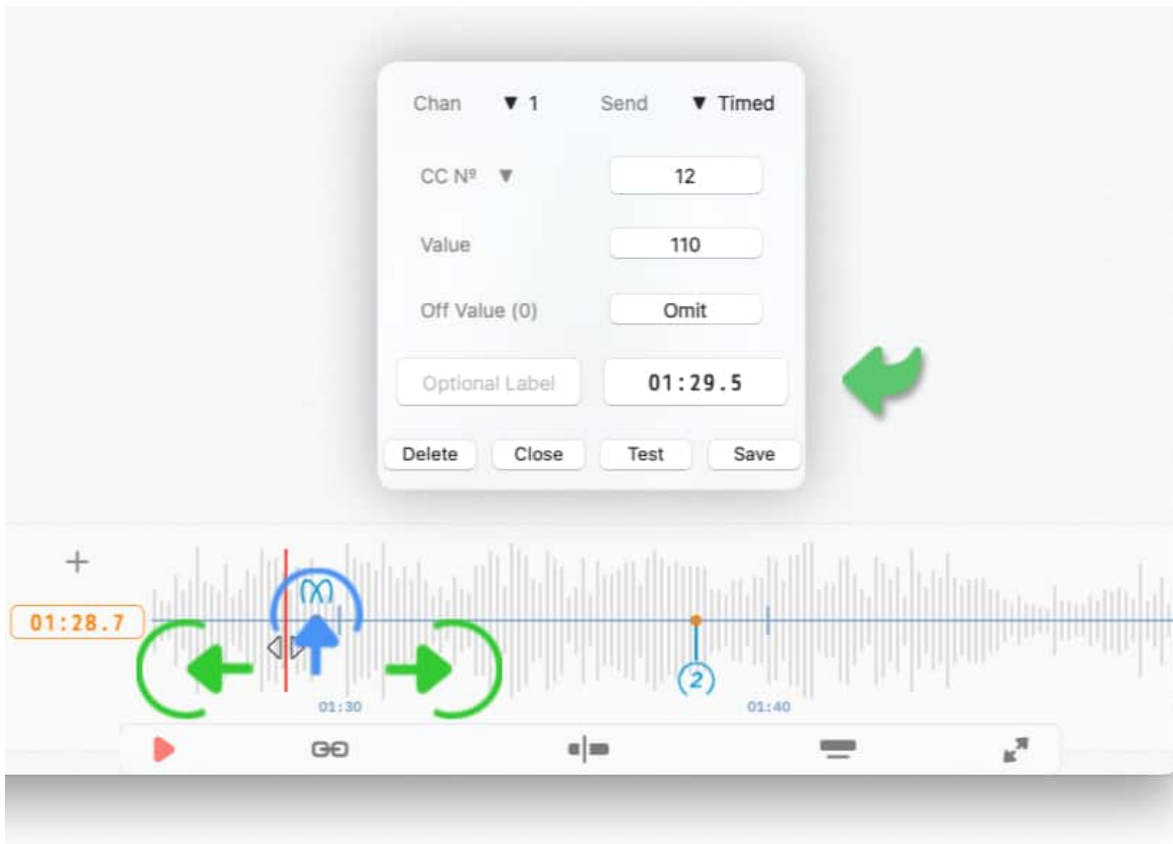 Chan ▼ 1 Send ▼ Timed
CC Nº ▼ 12
Value 110
Off Value (0) Omit
Optional Label 01:29.5
Delete Close Test Save
01:28.7
2
01:30 01:40